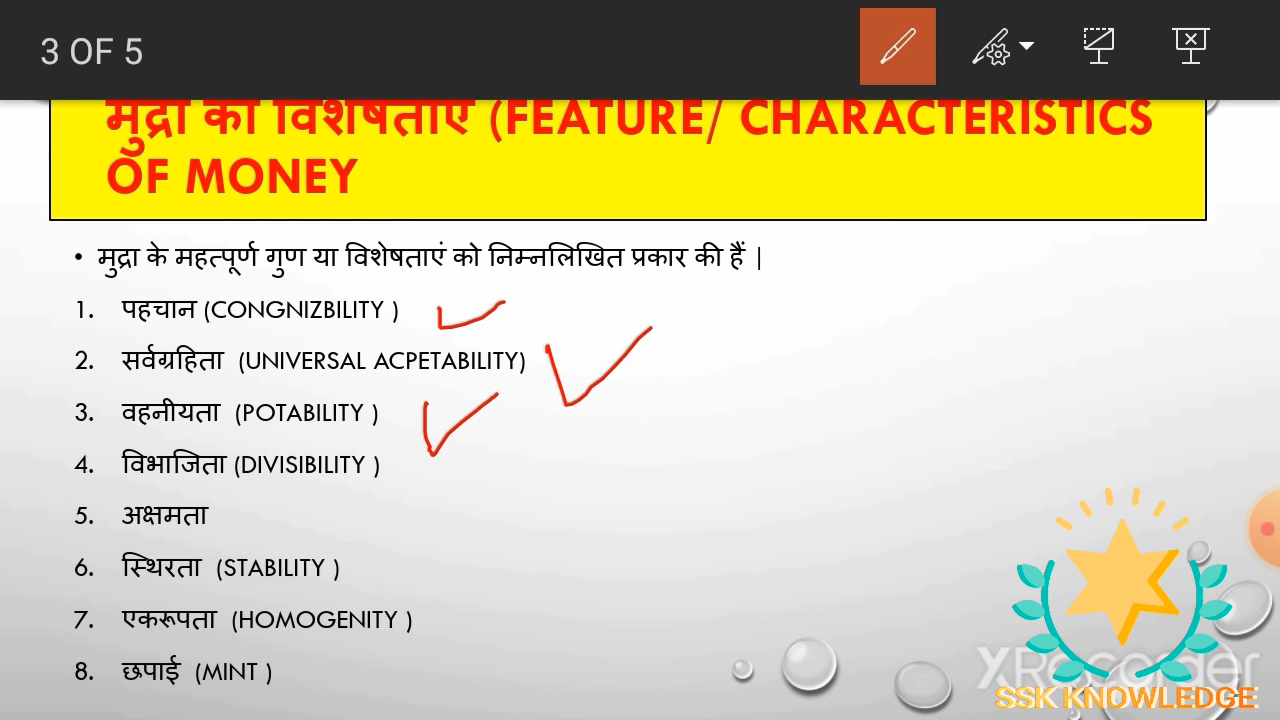 3 OF 5
मुद्रा की विशेषताएँ (FEATURE/ CHARACTERISTICS
OF MONEY
• मुद्रा के महत्पूर्ण गुण या विशेषताएं को निम्नलिखित प्रकार की हैं |
1. पहचान (CONGNIZBILITY )
2. सर्वग्रहिता (UNIVERSAL ACPETABILITY)
3. वहनीयता (POTABILITY )
4. विभाजिता (DIVISIBILITY )
5. अक्षमता
6. स्थिरता (STABILITY )
7. एकरूपता (HOMOGENITY )
8. छपाई (MINT )
XRecorder
SSK KNOWLEDGE